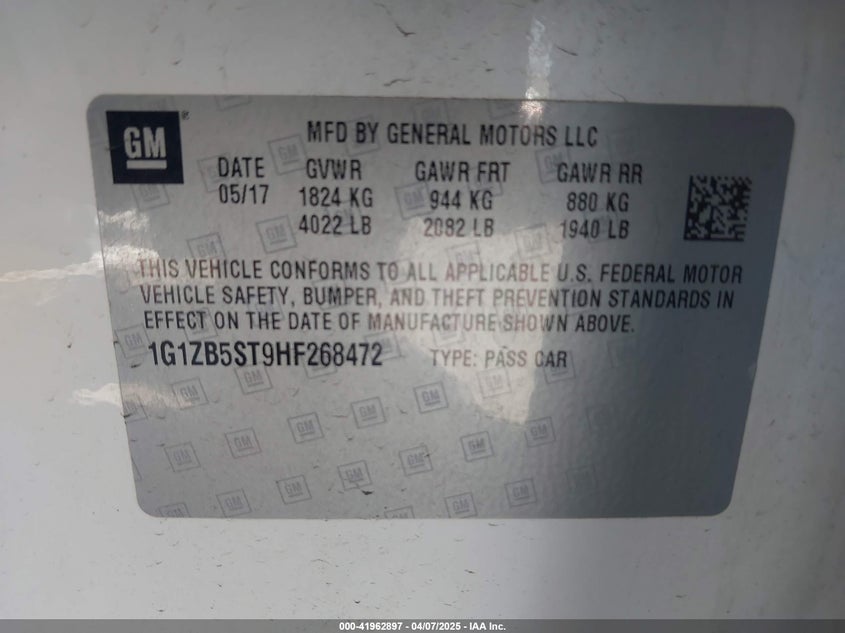 GM
MFD BY GENERAL MOTORS LLC
DATE GVWR GAWR FRT GAWR RR
05/17 1824 KG 944 KG 880 KG
4022 LB 2082 LB 1940 LB
THIS VEHICLE CONFORMS TO ALL APPLICABLE U.S. FEDERAL MOTOR
VEHICLE SAFETY, BUMPER, AND THEFT PREVENTION STANDARDS IN
EFFECT ON THE DATE OF MANUFACTURE SHOWN ABOVE.
1G1ZB5ST9HF268472 TYPE: PASS CAR
000-41962897 - 04/07/2025 - IAA Inc.